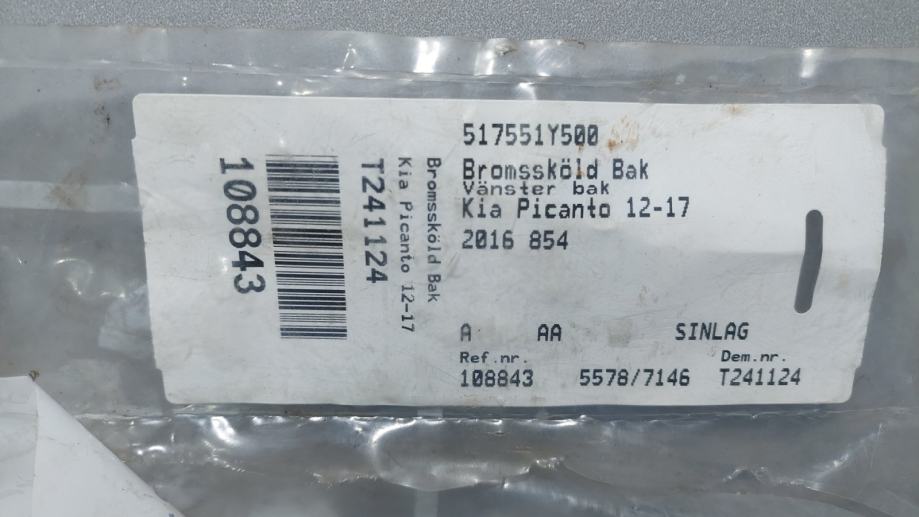 517551Y500
Bromssköld Bak
Vänster bak
Kia Picanto 12-17
2016 854
A AA SINLAG
Ref.nr. Dem.nr.
108843 5578/7146 T241124
Bromssköld Bak
Kia Picanto 12-17
T241124
108843